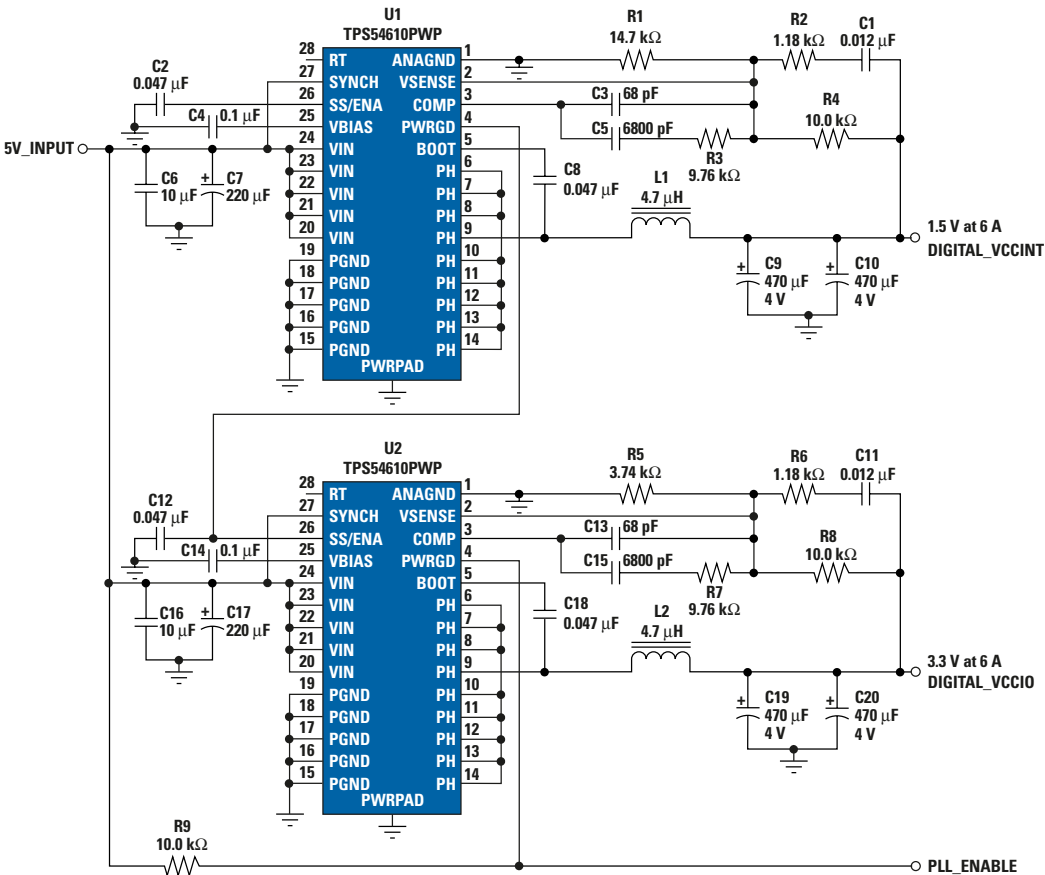 U1
TPS54610PWP
28 RT ANAGND 1
27 SYNCH VSENSE 2
26 SS/ENA COMP 3
25 VBIAS PWRGD 4
24 VIN BOOT 5
23 VIN PH 6
22 VIN PH 7
21 VIN PH 8
20 VIN PH 9
19 PGND PH 10
18 PGND PH 11
17 PGND PH 12
16 PGND PH 13
15 PGND PH 14
PWRPAD
C2
0.047 µF
C4 0.1 µF
5V_INPUT
C6
10 µF
+ C7
220 µF
R1
14.7 kΩ
R2
1.18 kΩ
C1
0.012 µF
C3 68 pF
C5 6800 pF
R3
9.76 kΩ
R4
10.0 kΩ
C8
0.047 µF
L1
4.7 µH
+ C9
470 µF
4 V
+ C10
470 µF
4 V
1.5 V at 6 A
DIGITAL_VCCINT
U2
TPS54610PWP
28 RT ANAGND 1
27 SYNCH VSENSE 2
26 SS/ENA COMP 3
25 VBIAS PWRGD 4
24 VIN BOOT 5
23 VIN PH 6
22 VIN PH 7
21 VIN PH 8
20 VIN PH 9
19 PGND PH 10
18 PGND PH 11
17 PGND PH 12
16 PGND PH 13
15 PGND PH 14
PWRPAD
C12
0.047 µF
C14 0.1 µF
C16
10 µF
+ C17
220 µF
R5
3.74 kΩ
R6
1.18 kΩ
C11
0.012 µF
C13 68 pF
C15 6800 pF
R7
9.76 kΩ
R8
10.0 kΩ
C18
0.047 µF
L2
4.7 µH
+ C19
470 µF
4 V
+ C20
470 µF
4 V
3.3 V at 6 A
DIGITAL_VCCIO
R9
10.0 kΩ
PLL_ENABLE